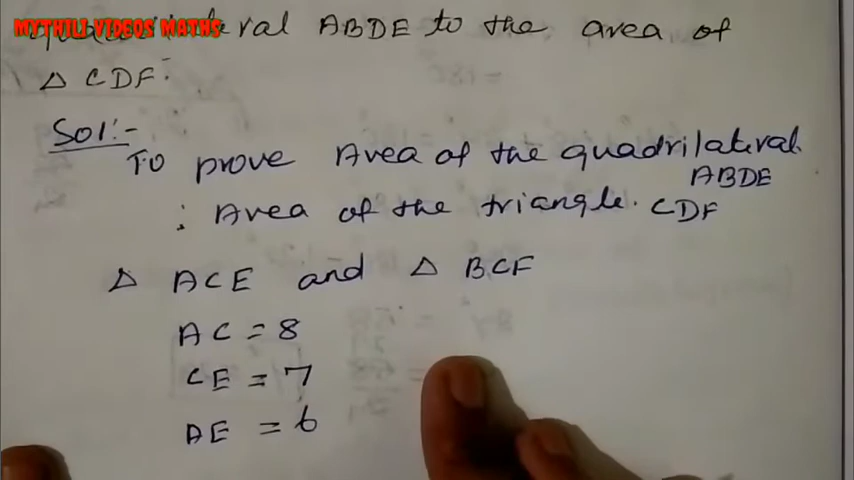 MYTHILI VIDEOS MATHS
quadrilateral ABDE to the area of
△ CDF.
Sol:-
To prove Area of the quadrilateral
ABDE
: Area of the triangle. CDF
△ ACE and △ BCF
AC = 8
CE = 7
AE = 6